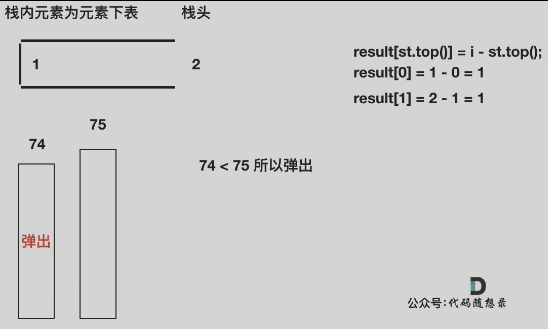 栈内元素为元素下表 栈头
1 2
result[st.top()] = i - st.top();
result[0] = 1 - 0 = 1
result[1] = 2 - 1 = 1
75
74
74 < 75 所以弹出
弹出
公众号:代码随想录